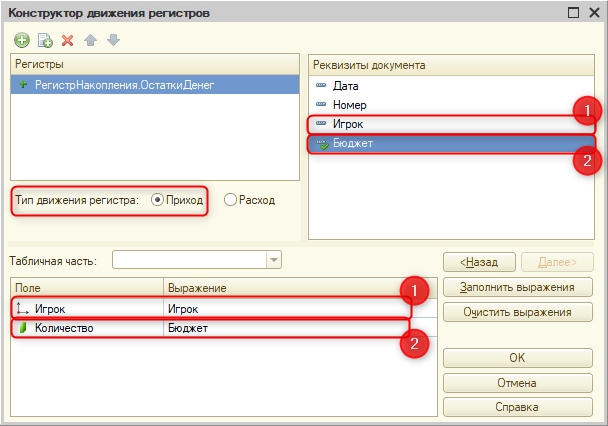 Конструктор движения регистров
Регистры
РегистрНакопления.ОстаткиДенег
Реквизиты документа
Дата
Номер
1
Игрок
Бюджет
2
Тип движения регистра: Приход Расход
Табличная часть:
<Назад Далее>
Поле Выражение
1
Заполнить выражения
Игрок Игрок
Очистить выражения
Количество Бюджет
2
OK
Отмена
Справка